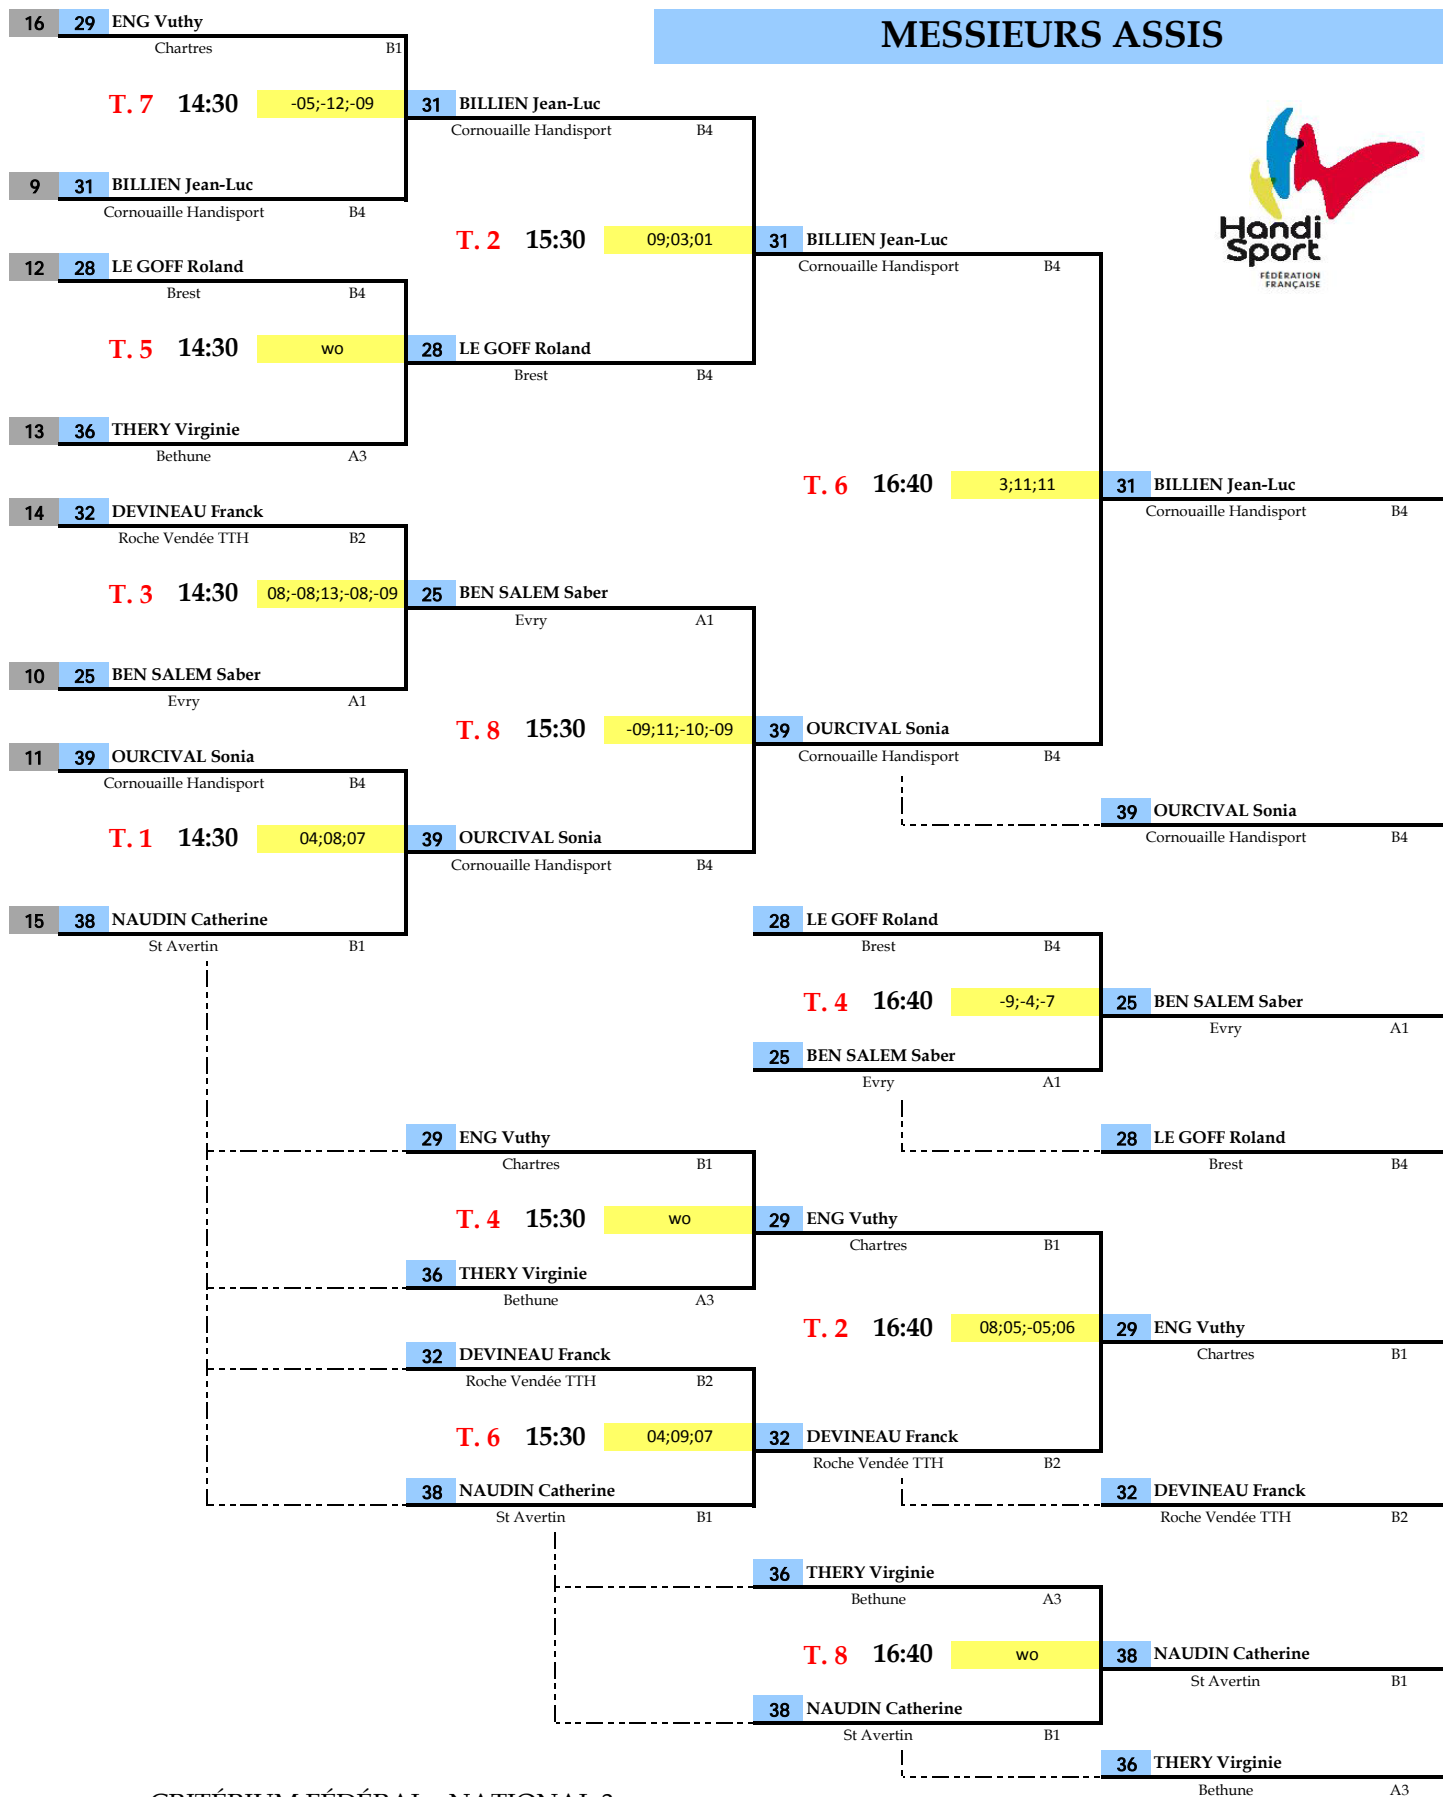 16 29 ENG Vuthy
MESSIEURS ASSIS
Chartres B1
T. 7 14:30 -05;-12;-09 31 BILLIEN Jean-Luc
Cornouaille Handisport B4
9 31 BILLIEN Jean-Luc
Cornouaille Handisport B4
Handi
Sport
FÉDÉRATION
FRANÇAISE
T. 2 15:30 09;03;01 31 BILLIEN Jean-Luc
Cornouaille Handisport B4
12 28 LE GOFF Roland
Brest B4
T. 5 14:30 wo 28 LE GOFF Roland
Brest B4
13 36 THERY Virginie
Bethune A3
T. 6 16:40 3;11;11 31 BILLIEN Jean-Luc
Cornouaille Handisport B4
14 32 DEVINEAU Franck
Roche Vendée TTH B2
T. 3 14:30 08;-08;13;-08;-09 25 BEN SALEM Saber
Evry A1
10 25 BEN SALEM Saber
Evry A1
T. 8 15:30 -09;11;-10;-09 39 OURCIVAL Sonia
Cornouaille Handisport B4
11 39 OURCIVAL Sonia
Cornouaille Handisport B4
39 OURCIVAL Sonia
Cornouaille Handisport B4
T. 1 14:30 04;08;07 39 OURCIVAL Sonia
Cornouaille Handisport B4
15 38 NAUDIN Catherine
St Avertin B1
28 LE GOFF Roland
Brest B4
T. 4 16:40 -9;-4;-7 25 BEN SALEM Saber
Evry A1
25 BEN SALEM Saber
Evry A1
29 ENG Vuthy
Chartres B1
28 LE GOFF Roland
Brest B4
T. 4 15:30 wo 29 ENG Vuthy
Chartres B1
36 THERY Virginie
Bethune A3
T. 2 16:40 08;05;-05;06 29 ENG Vuthy
Chartres B1
32 DEVINEAU Franck
Roche Vendée TTH B2
T. 6 15:30 04;09;07 32 DEVINEAU Franck
Roche Vendée TTH B2
38 NAUDIN Catherine
St Avertin B1
32 DEVINEAU Franck
Roche Vendée TTH B2
36 THERY Virginie
Bethune A3
T. 8 16:40 wo 38 NAUDIN Catherine
St Avertin B1
38 NAUDIN Catherine
St Avertin B1
36 THERY Virginie
Bethune A3